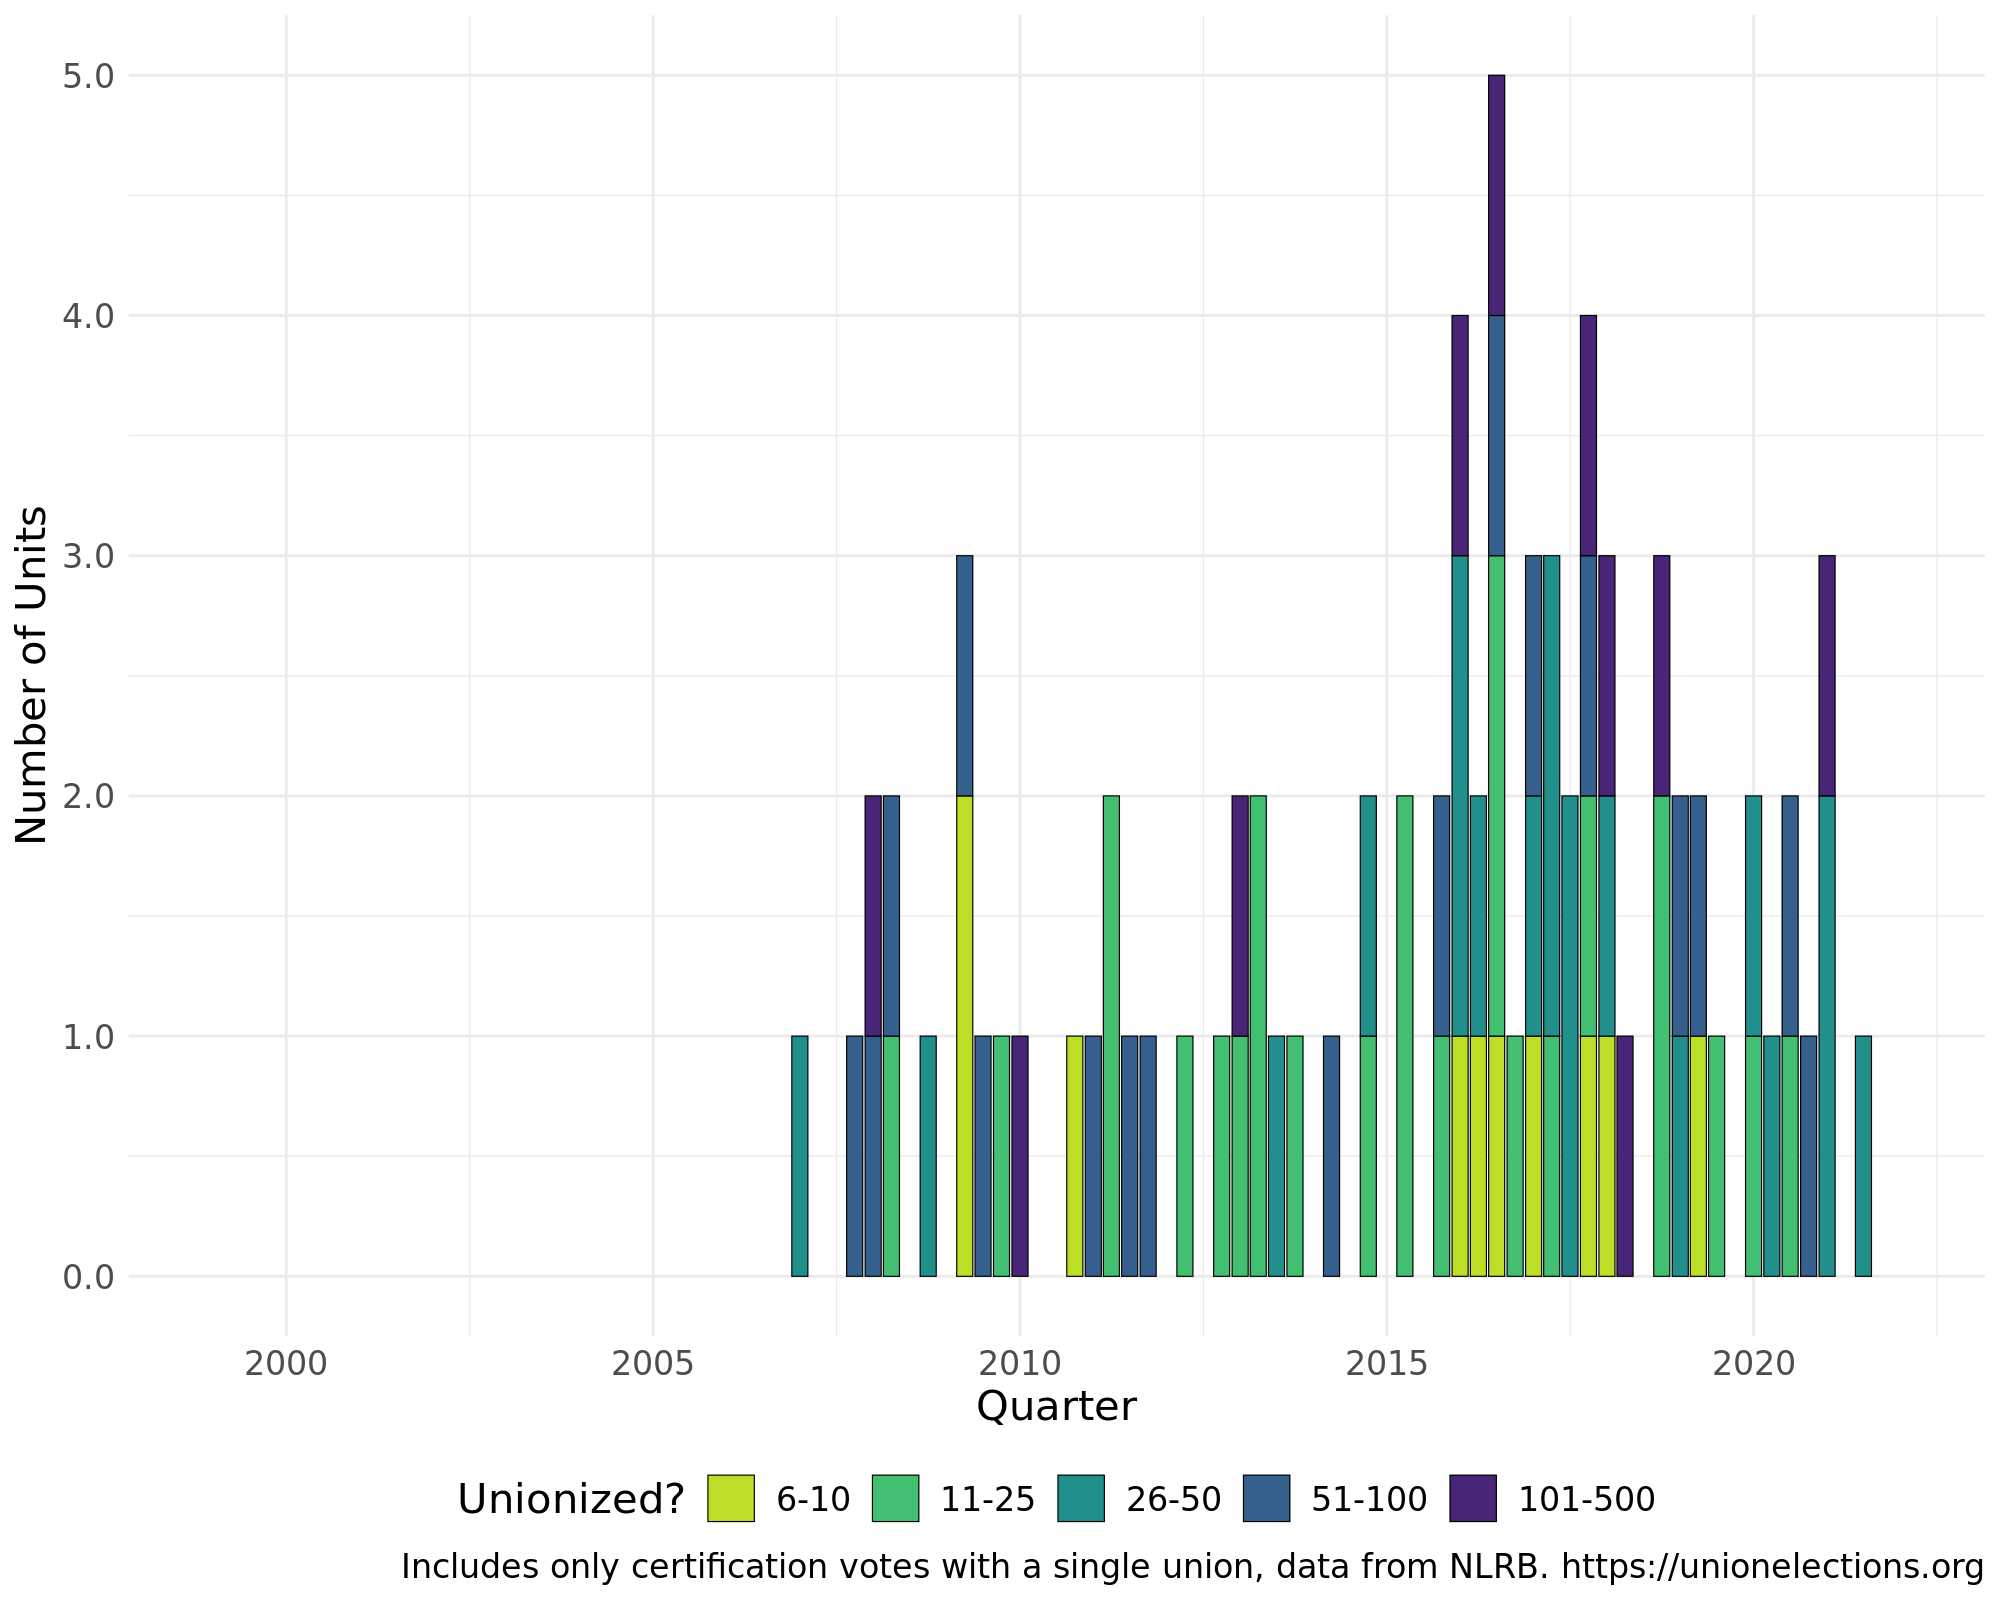 5.0
4.0
3.0
2.0
1.0
0.0
Number of Units
2000 2005 2010 2015 2020
Quarter
Unionized? 6-10 11-25 26-50 51-100 101-500
Includes only certification votes with a single union, data from NLRB. https://unionelections.org